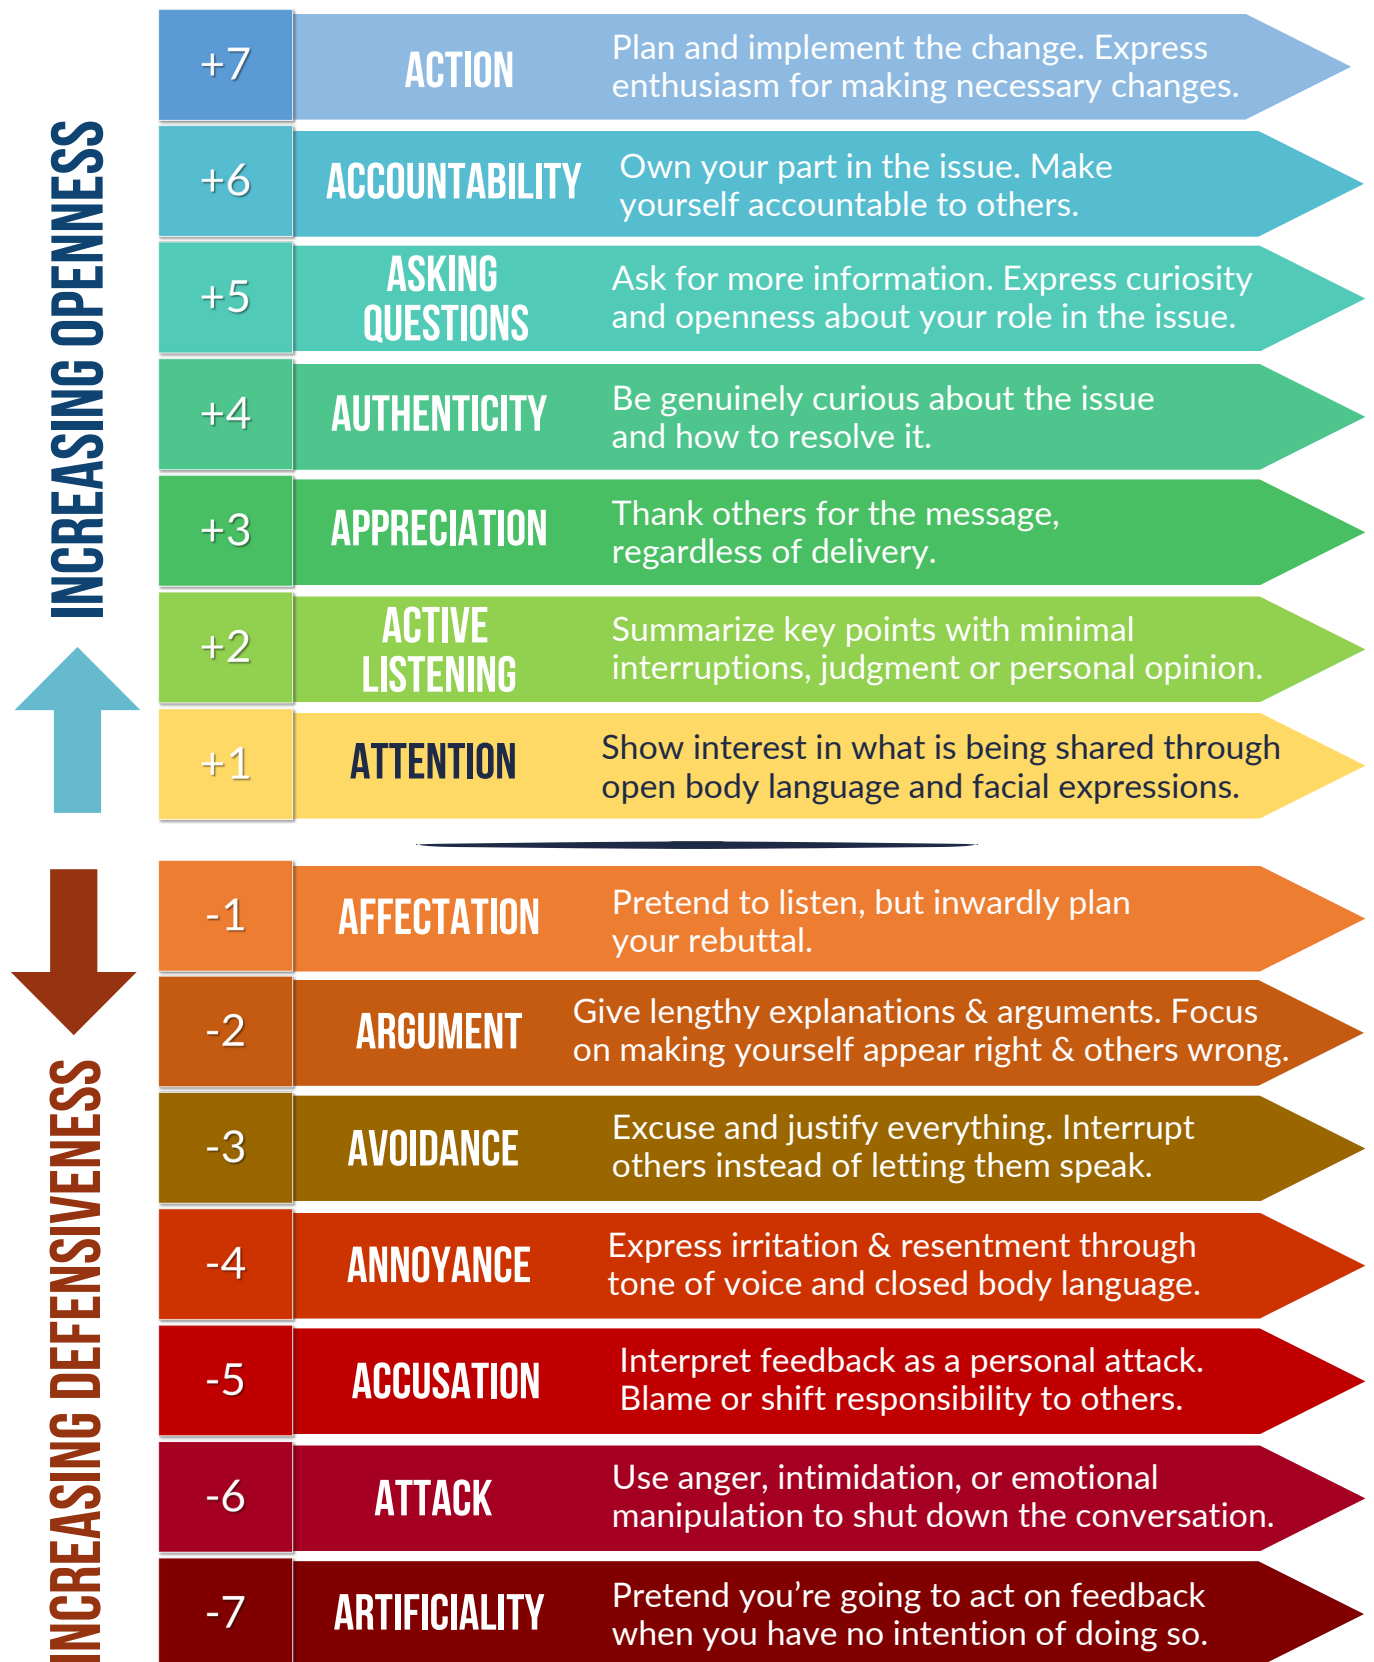 INCREASING OPENNESS
+7
ACTION
Plan and implement the change. Express
enthusiasm for making necessary changes.
+6
ACCOUNTABILITY
Own your part in the issue. Make
yourself accountable to others.
+5
ASKING
QUESTIONS
Ask for more information. Express curiosity
and openness about your role in the issue.
+4
AUTHENTICITY
Be genuinely curious about the issue
and how to resolve it.
+3
APPRECIATION
Thank others for the message,
regardless of delivery.
+2
ACTIVE
LISTENING
Summarize key points with minimal
interruptions, judgment or personal opinion.
+1
ATTENTION
Show interest in what is being shared through
open body language and facial expressions.
INCREASING DEFENSIVENESS
-1
AFFECTATION
Pretend to listen, but inwardly plan
your rebuttal.
-2
ARGUMENT
Give lengthy explanations & arguments. Focus
on making yourself appear right & others wrong.
-3
AVOIDANCE
Excuse and justify everything. Interrupt
others instead of letting them speak.
-4
ANNOYANCE
Express irritation & resentment through
tone of voice and closed body language.
-5
ACCUSATION
Interpret feedback as a personal attack.
Blame or shift responsibility to others.
-6
ATTACK
Use anger, intimidation, or emotional
manipulation to shut down the conversation.
-7
ARTIFICIALITY
Pretend you’re going to act on feedback
when you have no intention of doing so.